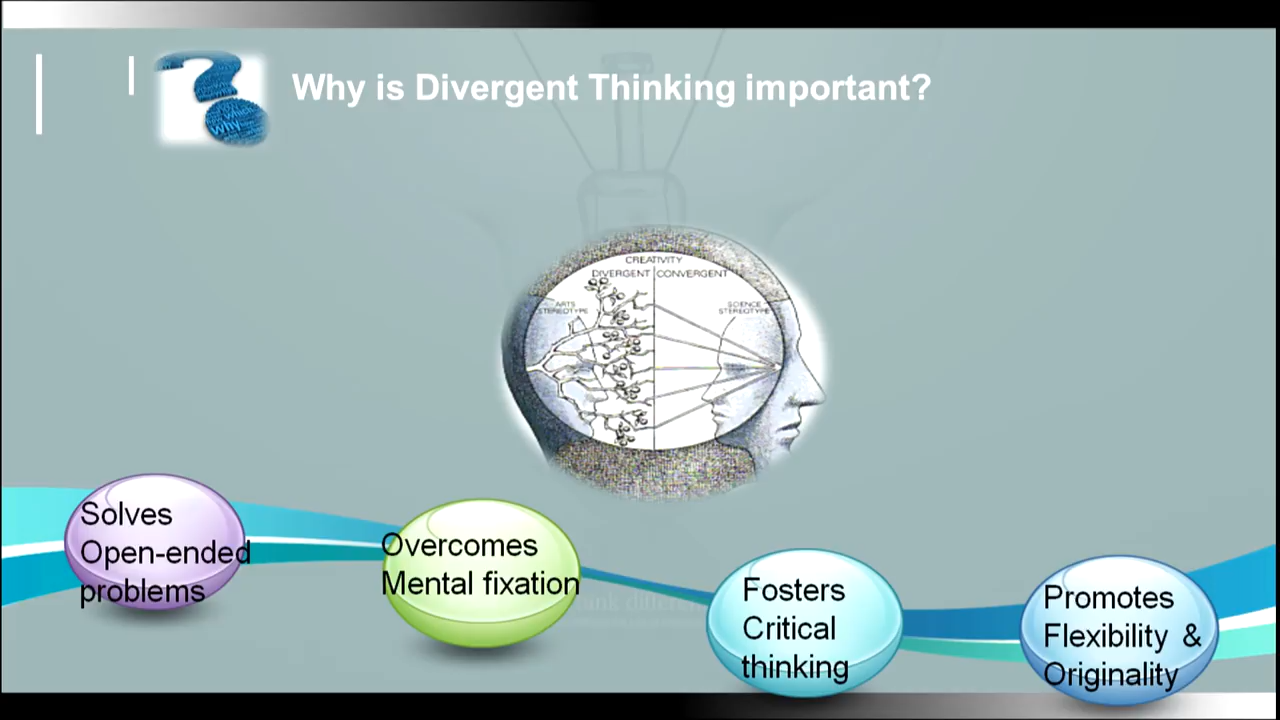 Why is Divergent Thinking important?
Why
CREATIVITY
DIVERGENT CONVERGENT
ARTS
STEREOTYPE
SCIENCE
STEREOTYPE
Solves
Open-ended
problems
Overcomes
Mental fixation
Fosters
Critical
thinking
Promotes
Flexibility &
Originality